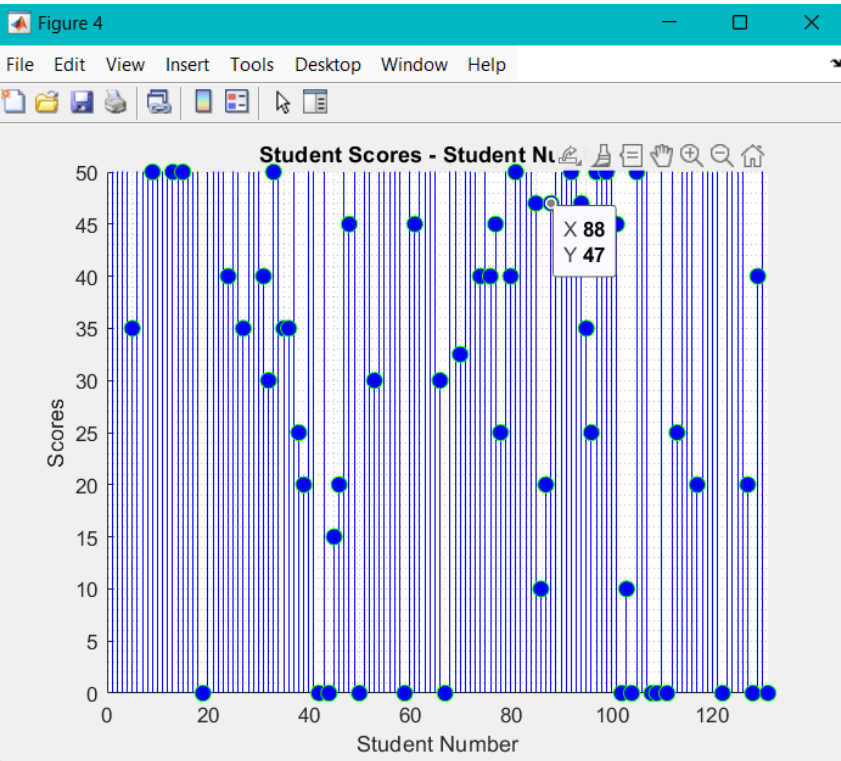 Figure 4
File Edit View Insert Tools Desktop Window Help
Student Scores - Student
50
45
40
35
30
25
20
15
10
5
0
Scores
X 88
Y 47
0 20 40 60 80 100 120
Student Number